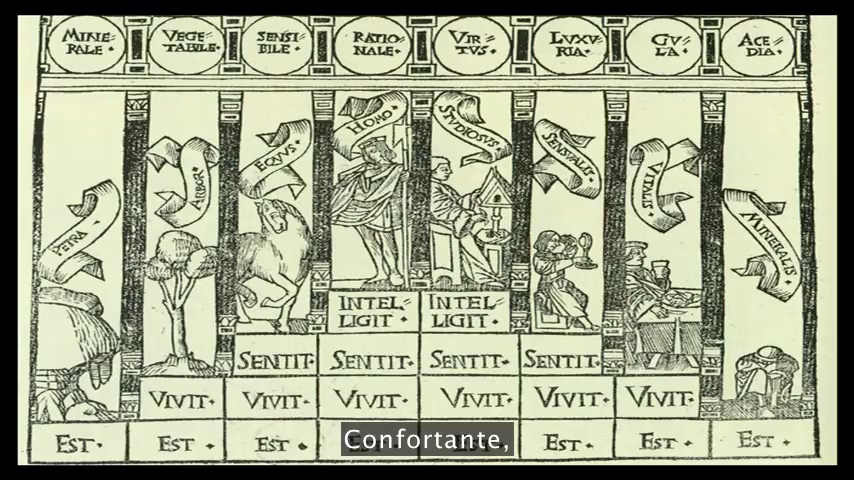 MINE=
RALE·
VEGE=
TABILE·
SENSI=
BILE·
RATIO=
NALE·
VIR=
TVS·
LVXV=
RIA·
GV=
LA·
ACE=
DIA·
PETRA
ARBOR
EQVVS
HOMO
STVDIOSVS
SENSVALIS
VITALIS
MINERALIS
INTEL=
LIGIT·
INTEL=
LIGIT·
SENTIT· SENTIT· SENTIT· SENTIT·
VIVIT· VIVIT· VIVIT· VIVIT· VIVIT· VIVIT·
EST· EST· EST· EST· EST· EST·
Confortante,